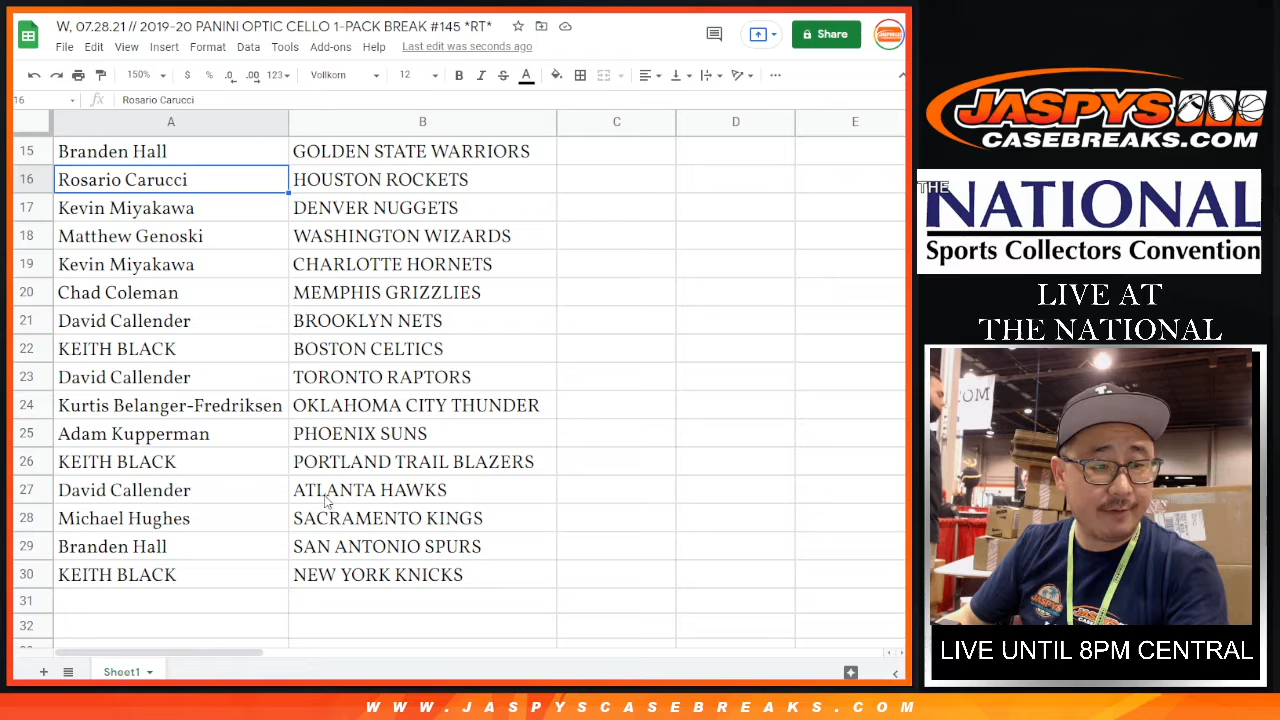 W, 07.28.21 // 2019-20 PANINI OPTIC CELLO 1-PACK BREAK #145 *RT*
File Edit View Insert Format Data Tools Add-ons Help Last edit was seconds ago
Share
150% $ % .0 .00 123 Vollkorn 12 B I S A
16 fx Rosario Carucci
A B C D E
15 Branden Hall GOLDEN STATE WARRIORS
16 Rosario Carucci HOUSTON ROCKETS
17 Kevin Miyakawa DENVER NUGGETS
18 Matthew Genoski WASHINGTON WIZARDS
19 Kevin Miyakawa CHARLOTTE HORNETS
20 Chad Coleman MEMPHIS GRIZZLIES
21 David Callender BROOKLYN NETS
22 KEITH BLACK BOSTON CELTICS
23 David Callender TORONTO RAPTORS
24 Kurtis Belanger-Fredriksen OKLAHOMA CITY THUNDER
25 Adam Kupperman PHOENIX SUNS
26 KEITH BLACK PORTLAND TRAIL BLAZERS
27 David Callender ATLANTA HAWKS
28 Michael Hughes SACRAMENTO KINGS
29 Branden Hall SAN ANTONIO SPURS
30 KEITH BLACK NEW YORK KNICKS
31
32
Sheet1
JASPYS
CASEBREAKS.COM
THE
NATIONAL
Sports Collectors Convention
LIVE AT
THE NATIONAL
LIVE UNTIL 8PM CENTRAL
WWW.JASPYSCASEBREAKS.COM